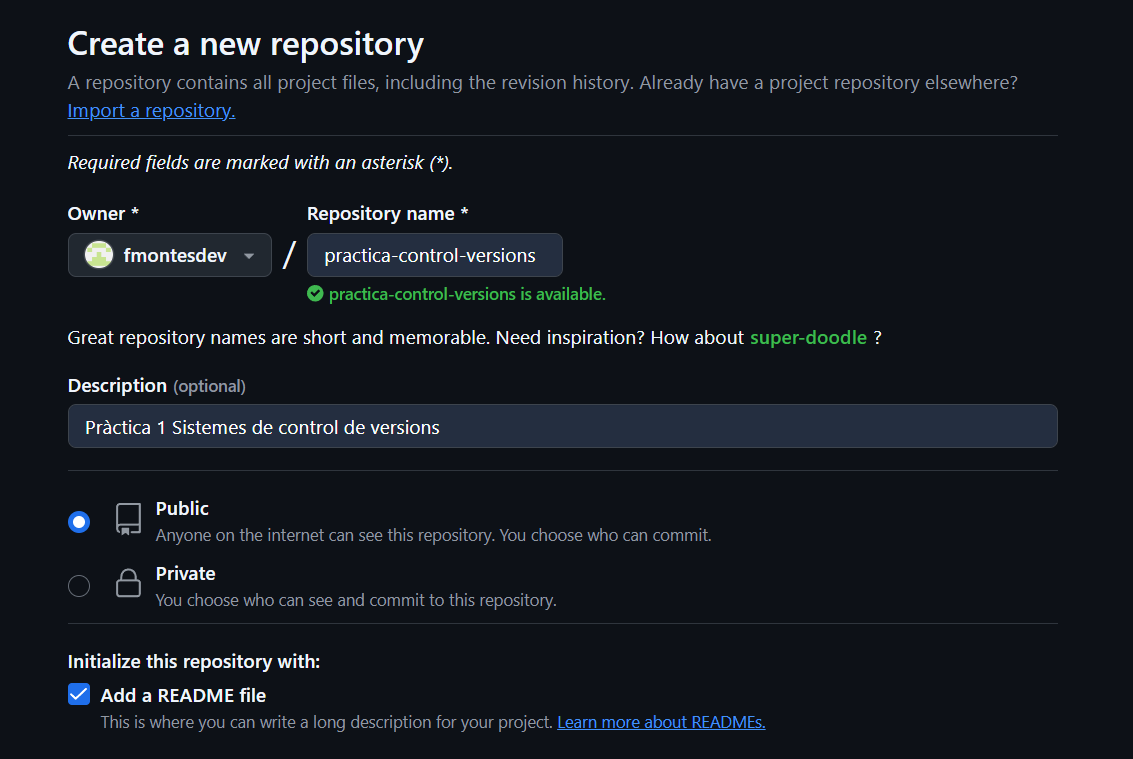 Create a new repository
A repository contains all project files, including the revision history. Already have a project repository elsewhere?
Import a repository.
Required fields are marked with an asterisk (*).
Owner *
Repository name *
fmontesdev
/
practica-control-versions
practica-control-versions is available.
Great repository names are short and memorable. Need inspiration? How about super-doodle ?
Description (optional)
Pràctica 1 Sistemes de control de versions
Public
Anyone on the internet can see this repository. You choose who can commit.
Private
You choose who can see and commit to this repository.
Initialize this repository with:
Add a README file
This is where you can write a long description for your project. Learn more about READMEs.